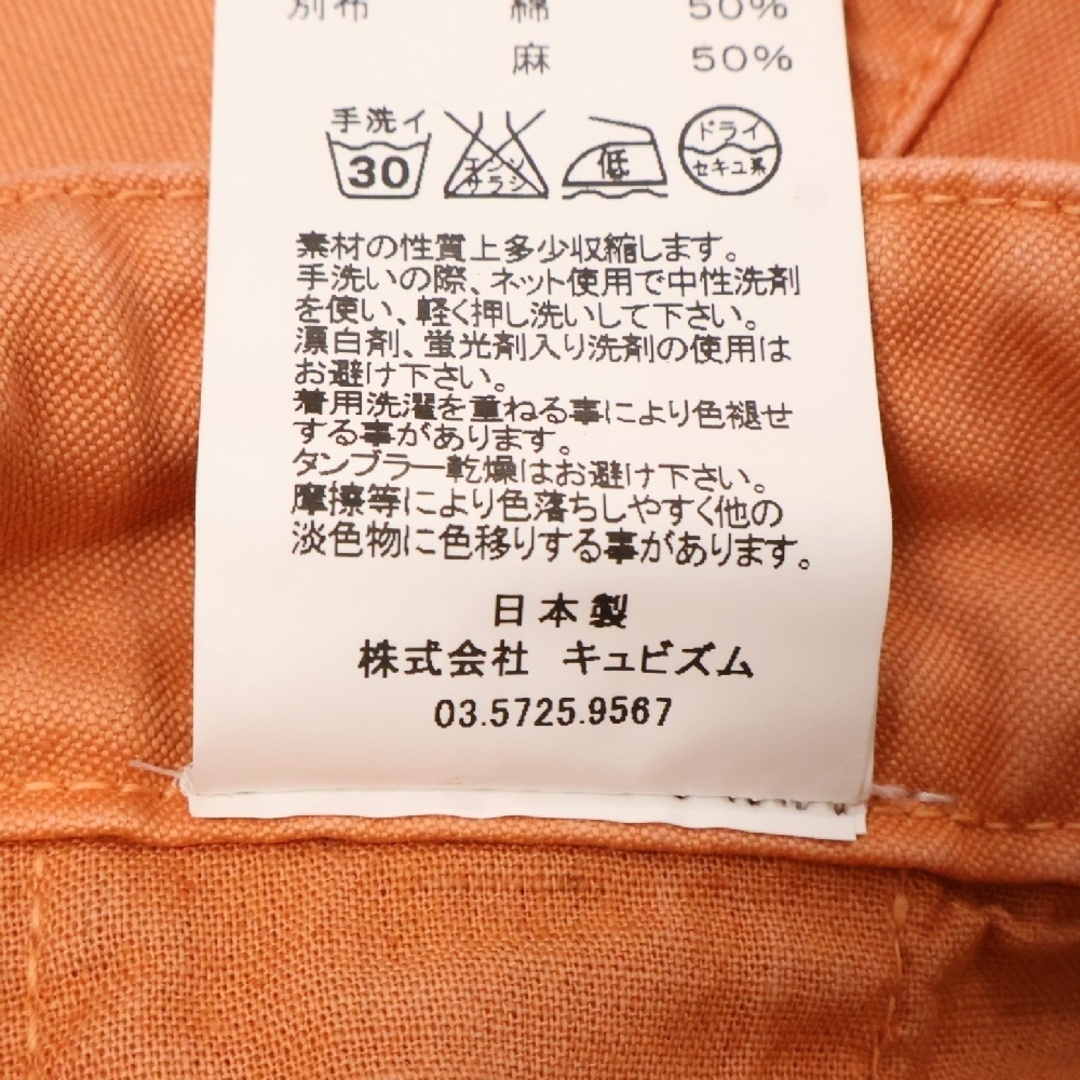 別布 綿 50%
麻 50%
手洗イ 30
エンソ サラシ
低
ドライ セキユ系
素材の性質上多少収縮します。
手洗いの際、ネット使用で中性洗剤
を使い、軽く押し洗いして下さい。
漂白剤、蛍光剤入り洗剤の使用は
お避け下さい。
着用洗濯を重ねる事により色褪せ
する事があります。
タンブラー乾燥はお避け下さい。
摩擦等により色落ちしやすく他の
淡色物に色移りする事があります。
日本製
株式会社 キュビズム
03.5725.9567